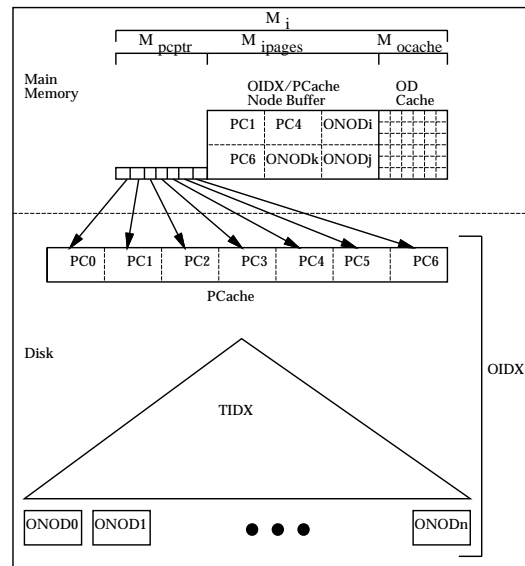 M i
M pcptr M ipages M ocache
Main
Memory
OIDX/PCache
Node Buffer
OD
Cache
PC1 PC4 ONODi
PC6 ONODk ONODj
PC0 PC1 PC2 PC3 PC4 PC5 PC6
PCache
Disk
OIDX
TIDX
ONOD0 ONOD1 ONODn